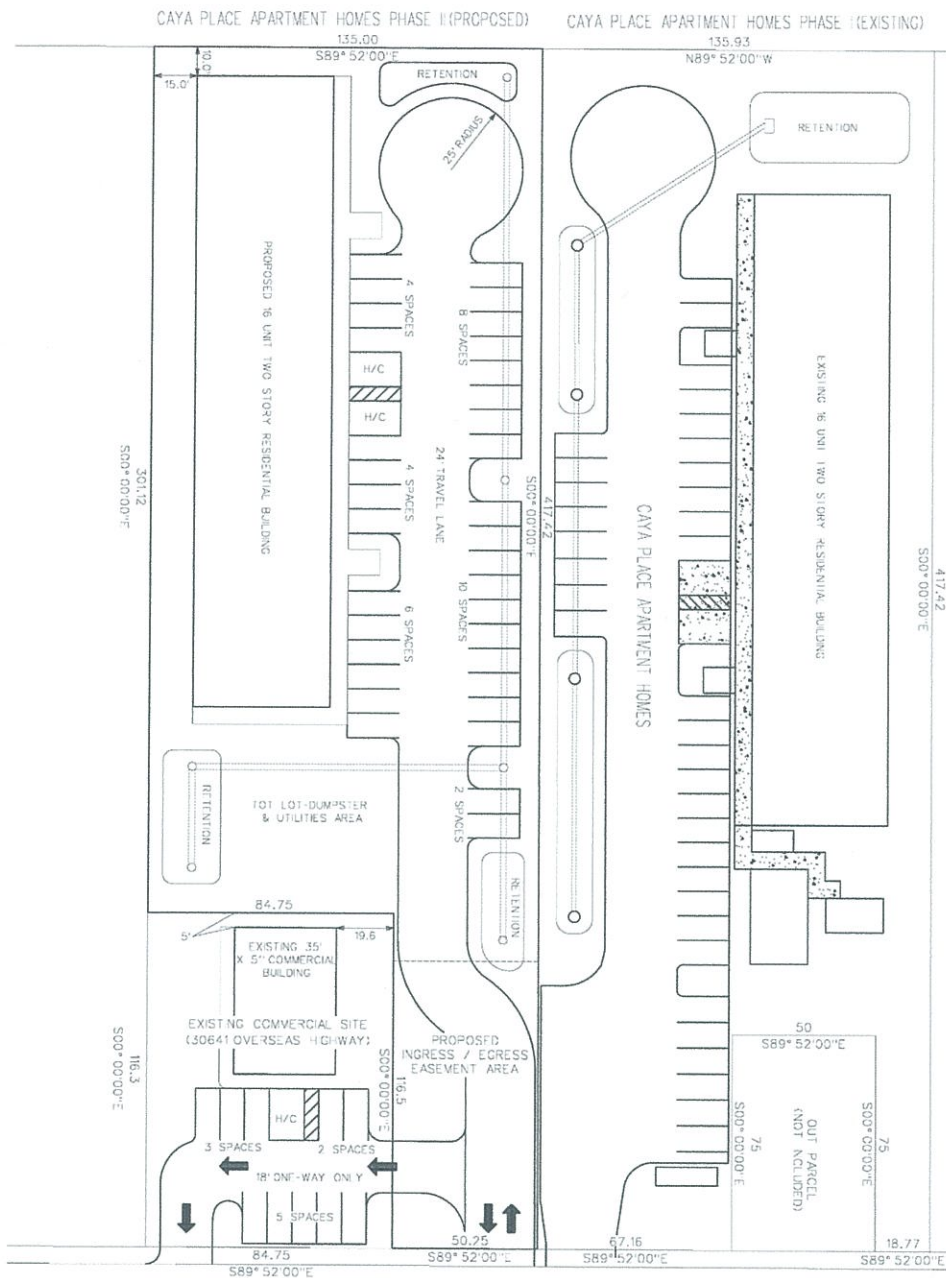 CAYA PLACE APARTMENT HOMES PHASE II (PROPOSED)
CAYA PLACE APARTMENT HOMES PHASE I (EXISTING)
135.00
S89° 52'00"E
135.93
N89° 52'00"W
10.0'
15.0'
RETENTION
25' RADIUS
RETENTION
PROPOSED 16 UNIT TWO STORY
RESIDENTIAL BUILDING
4 SPACES
8 SPACES
H/C
H/C
24' TRAVEL LANE
4 SPACES
10 SPACES
6 SPACES
2 SPACES
301.12
S00° 00'00"E
417.42
S00° 00'00"E
CAYA PLACE APARTMENT HOMES
EXISTING 16 UNIT TWO STORY RESIDENTIAL BUILDING
417.42
S00° 00'00"E
RETENTION
TOT LOT-DUMPSTER
& UTILITIES AREA
RETENTION
84.75
5'
19.6
EXISTING 35'
X 5" COMMERCIAL
BUILDING
EXISTING COMMERCIAL SITE
(30641 OVERSEAS HIGHWAY)
116.3
S00° 00'00"E
116.5
S00° 00'00"E
PROPOSED
INGRESS / EGRESS
EASEMENT AREA
H/C
3 SPACES
2 SPACES
18' ONE-WAY ONLY
5 SPACES
84.75
S89° 52'00"E
50.25
S89° 52'00"E
67.16
S89° 52'00"E
50
S89° 52'00"E
75
S00° 00'00"E
OUT PARCEL
(NOT INCLUDED)
75
S00° 00'00"E
18.77
S89° 52'00"E